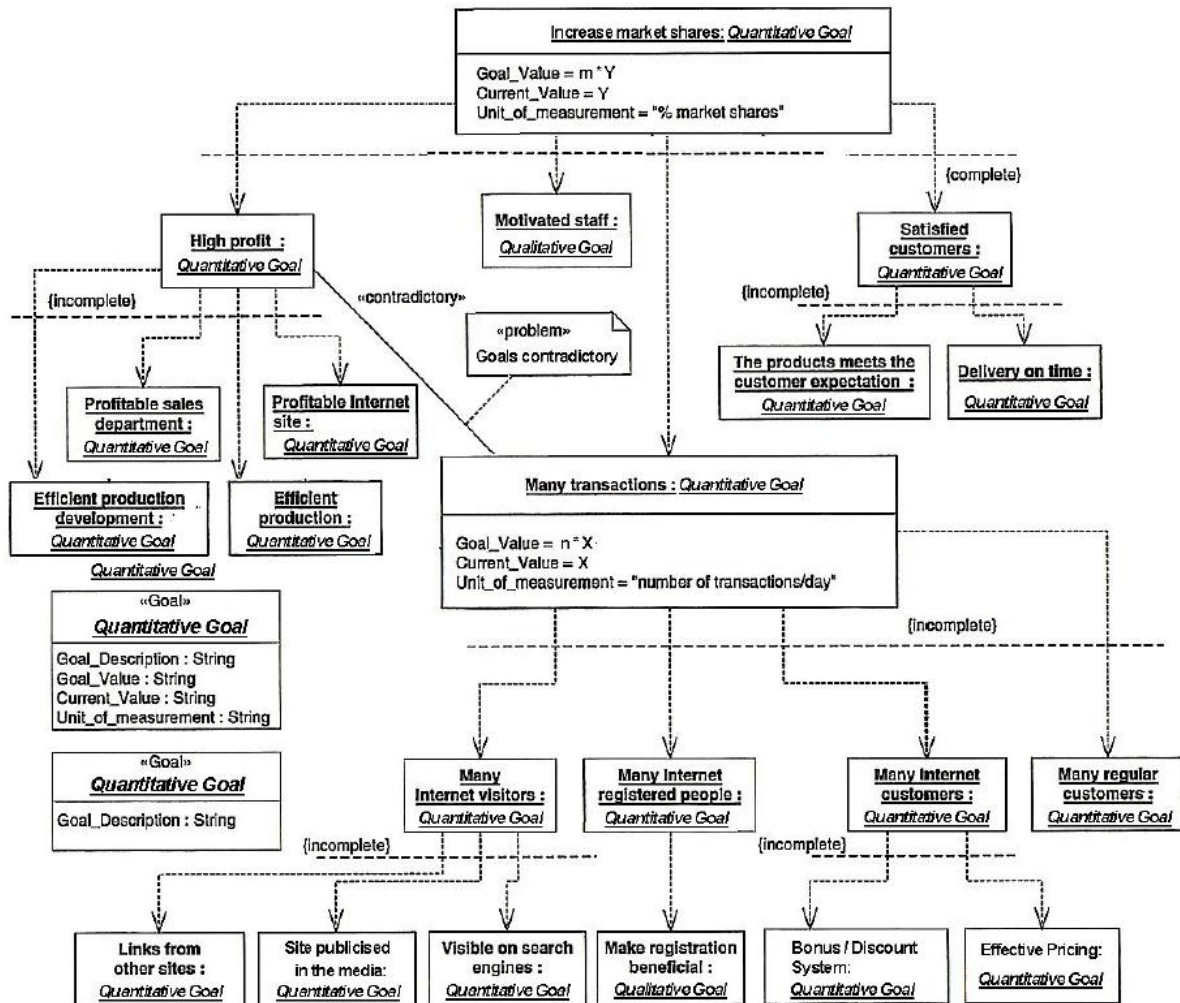 Increase market shares: Quantitative Goal
Goal_Value = m * Y
Current_Value = Y
Unit_of_measurement = "% market shares"
{complete}
High profit :
Quantitative Goal
Motivated staff :
Qualitative Goal
Satisfied
customers :
Quantitative Goal
{incomplete}
«contradictory»
«problem»
Goals contradictory
{incomplete}
The products meets the
customer expectation :
Quantitative Goal
Delivery on time :
Quantitative Goal
Profitable sales
department :
Quantitative Goal
Profitable Internet
site :
Quantitative Goal
Efficient production
development :
Quantitative Goal
Quantitative Goal
Efficient
production :
Quantitative Goal
Many transactions : Quantitative Goal
Goal_Value = n * X
Current_Value = X
Unit_of_measurement = "number of transactions/day"
{incomplete}
«Goal»
Quantitative Goal
Goal_Description : String
Goal_Value : String
Current_Value : String
Unit_of_measurement : String
«Goal»
Quantitative Goal
Goal_Description : String
Many
Internet visitors :
Quantitative Goal
Many Internet
registered people :
Quantitative Goal
Many Internet
customers :
Quantitative Goal
Many regular
customers :
Quantitative Goal
{incomplete}
{incomplete}
Links from
other sites :
Quantitative Goal
Site publicised
in the media:
Quantitative Goal
Visible on search
engines :
Quantitative Goal
Make registration
beneficial :
Qualitative Goal
Bonus / Discount
System:
Quantitative Goal
Effective Pricing:
Quantitative Goal